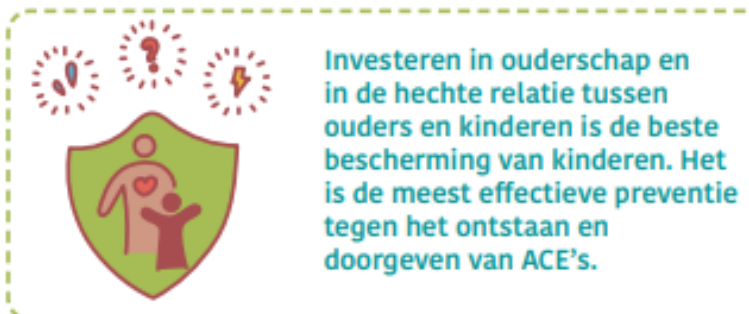 Investeren in ouderschap en
in de hechte relatie tussen
ouders en kinderen is de beste
bescherming van kinderen. Het
is de meest effectieve preventie
tegen het ontstaan en
doorgeven van ACE’s.